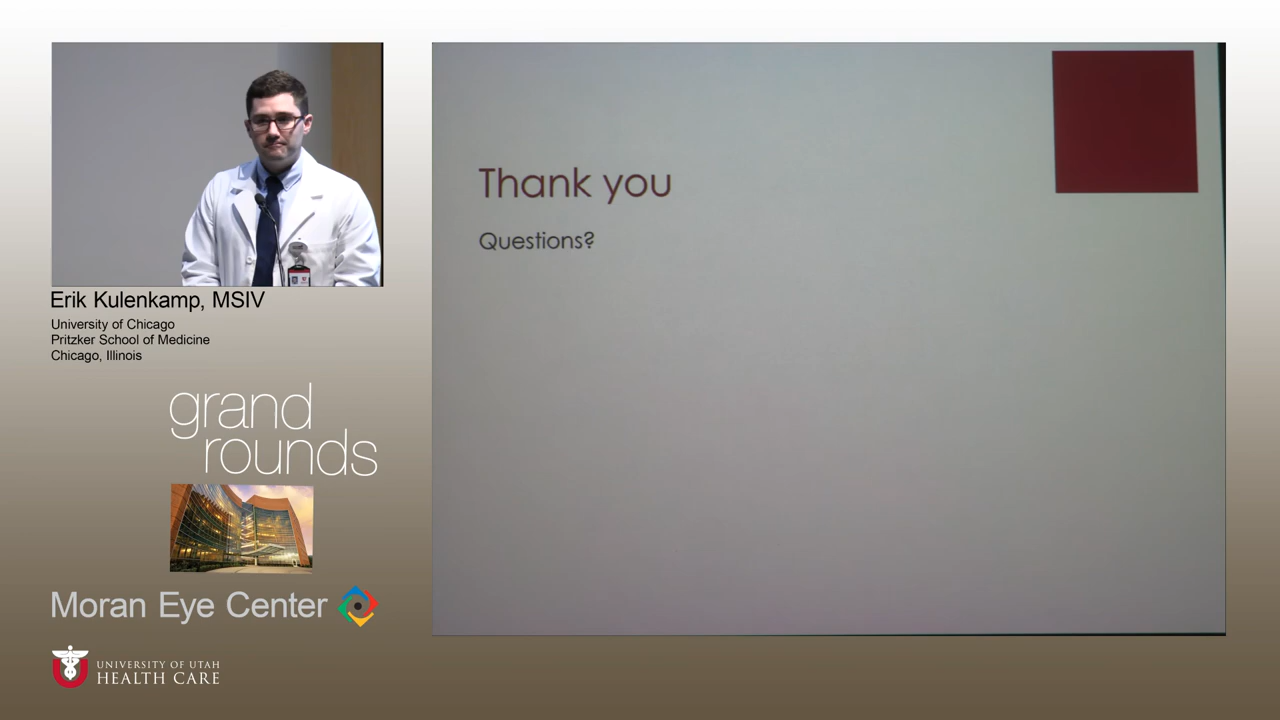 Erik Kulenkamp, MSIV
University of Chicago
Pritzker School of Medicine
Chicago, Illinois
grand
rounds
Moran Eye Center
UNIVERSITY OF UTAH
HEALTH CARE
Thank you
Questions?